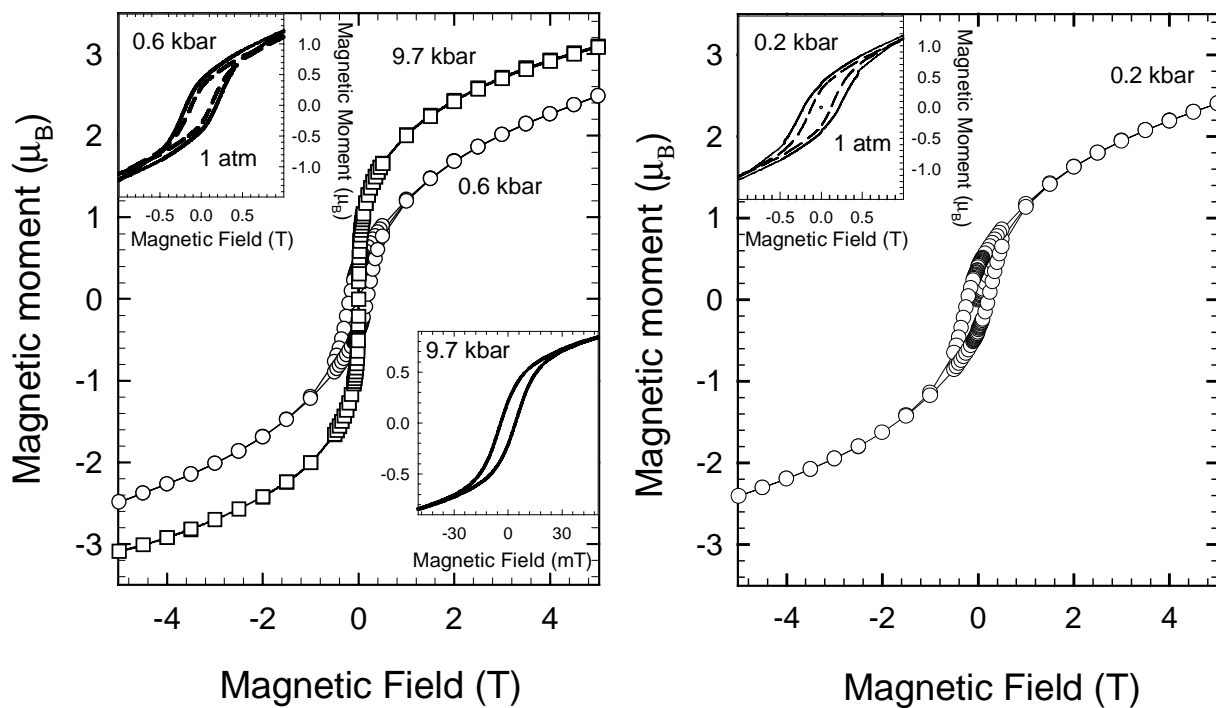 Magnetic moment (μB)
3
2
1
0
-1
-2
-3
-4
-2
0
2
4
Magnetic Field (T)
9.7 kbar
0.6 kbar
0.6 kbar
1 atm
1.0
0.5
0.0
-0.5
-1.0
Magnetic Moment (μB)
-0.5
0.0
0.5
Magnetic Field (T)
9.7 kbar
0.5
0.0
-0.5
-30
0
30
Magnetic Field (mT)
Magnetic moment (μB)
3
2
1
0
-1
-2
-3
-4
-2
0
2
4
Magnetic Field (T)
0.2 kbar
0.2 kbar
1 atm
1.0
0.5
0.0
-0.5
-1.0
Magnetic Moment (μB)
-0.5
0.0
0.5
Magnetic Field (T)